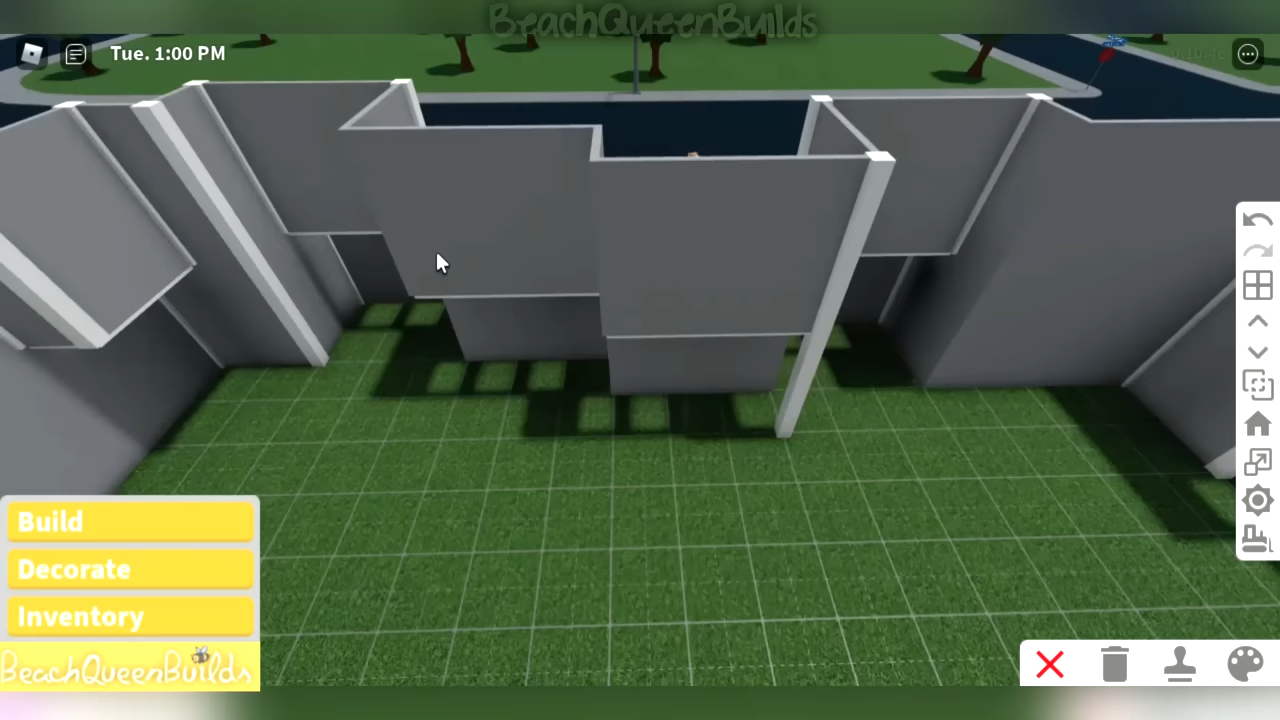 BeachQueenBuilds
Tue. 1:00 PM
Build
Decorate
Inventory
BeachQueenBuilds